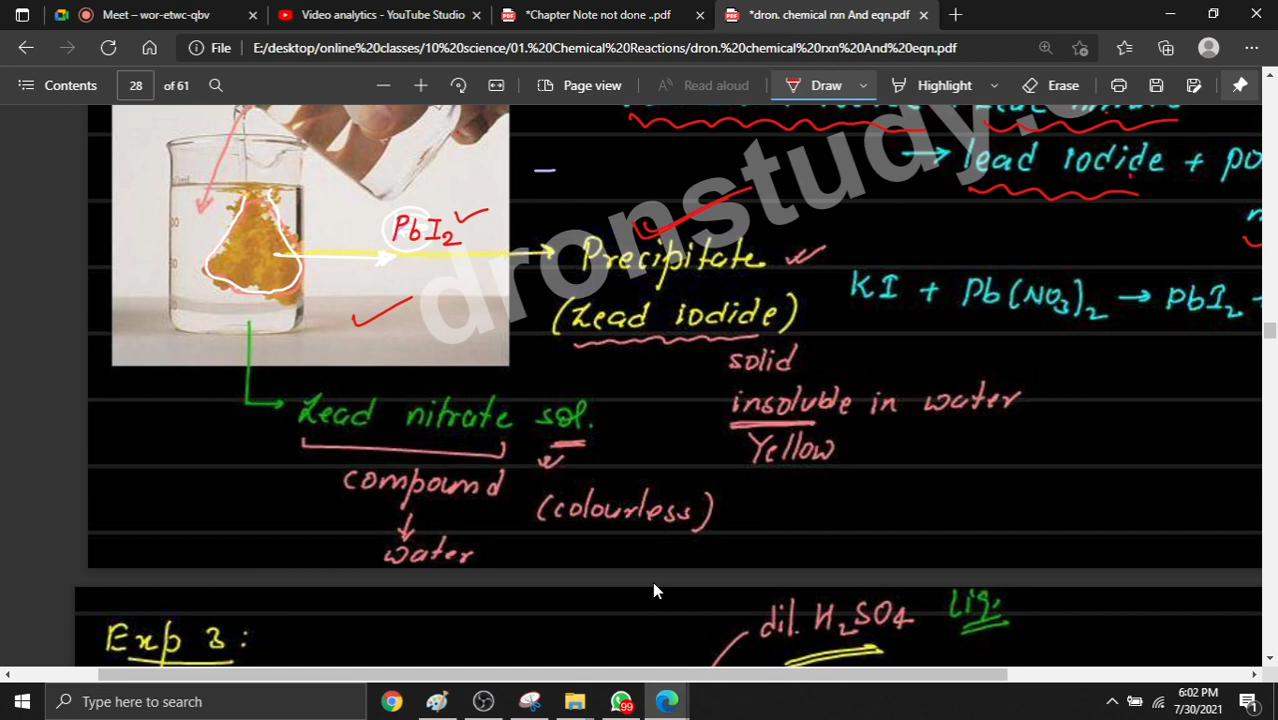 Meet – wor-etwc-qbv
Video analytics - YouTube Studio
*Chapter Note not done ..pdf
*dron. chemical rxn And eqn.pdf
File
E:/desktop/online%20classes/10%20science/01.%20Chemical%20Reactions/dron.%20chemical%20rxn%20And%20eqn.pdf
Contents
28
of 61
Page view
Read aloud
Draw
Highlight
Erase
→ lead iodide + po
dronstudy.c
PbI2
Precipitate
(Lead iodide)
KI + Pb(NO3)2 → PbI2
solid
insoluble in water
Yellow
Lead nitrate sol.
compound
(colourless)
water
Exp 3:
dil. H2SO4
Liq.
Type here to search
99
6:02 PM
7/30/2021
1